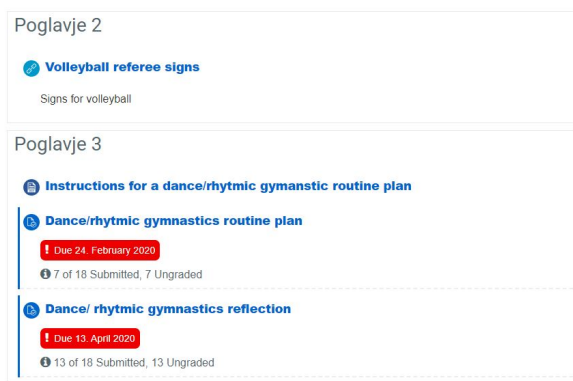 Poglavje 2
Volleyball referee signs
Signs for volleyball
Poglavje 3
Instructions for a dance/rhytmic gymanstic routine plan
Dance/rhytmic gymnastics routine plan
! Due 24. February 2020
7 of 18 Submitted, 7 Ungraded
Dance/ rhytmic gymnastics reflection
! Due 13. April 2020
13 of 18 Submitted, 13 Ungraded